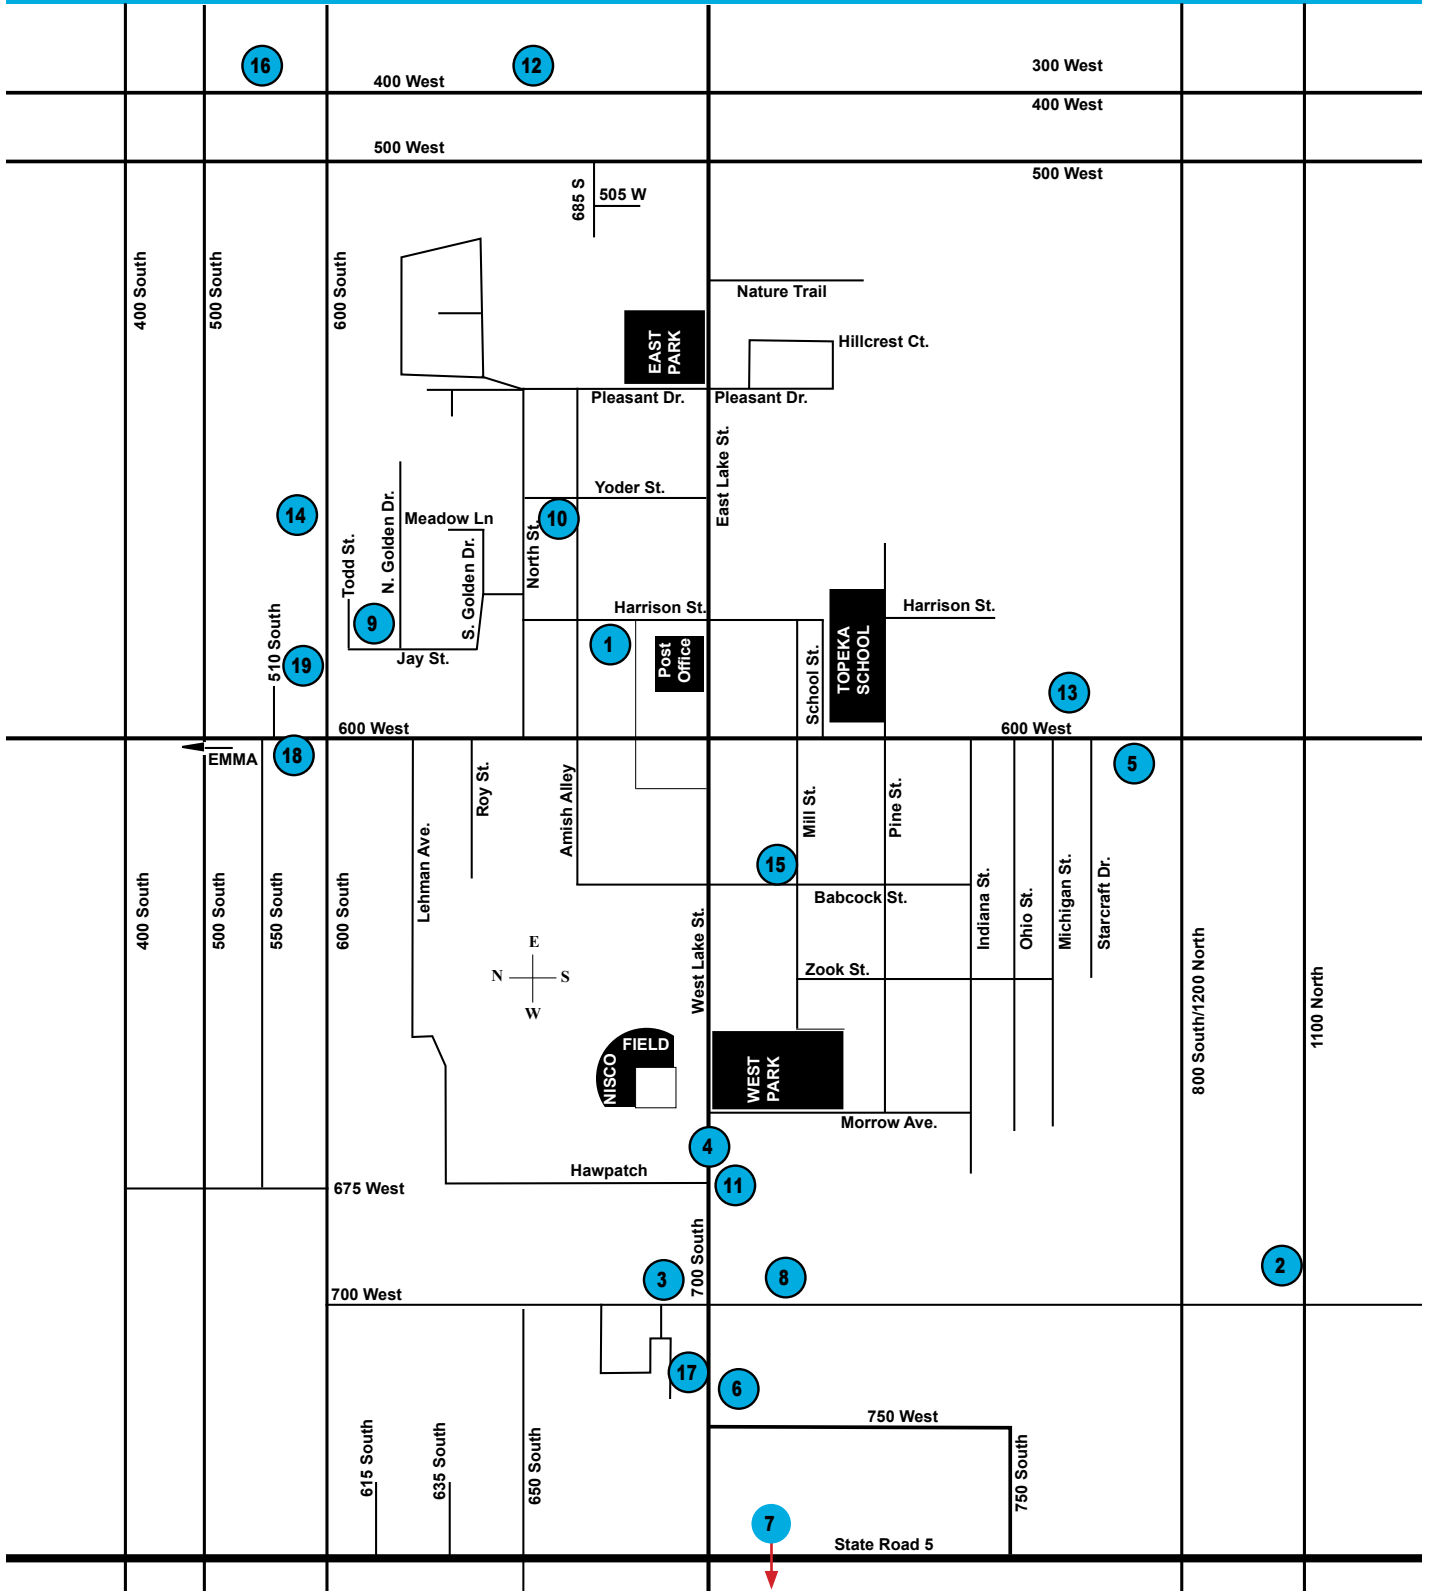 16
12
400 West
300 West
400 West
500 West
500 West
685 S
505 W
400 South
500 South
600 South
Nature Trail
EAST
PARK
Hillcrest Ct.
Pleasant Dr.
Pleasant Dr.
East Lake St.
Yoder St.
14
N. Golden Dr.
Meadow Ln
10
North St.
Todd St.
S. Golden Dr.
9
Harrison St.
Harrison St.
1
Post
Office
School St.
TOPEKA
SCHOOL
510 South
19
Jay St.
13
600 West
600 West
EMMA
18
5
Roy St.
Amish Alley
Mill St.
Pine St.
Lehman Ave.
15
Babcock St.
Indiana St.
Ohio St.
Michigan St.
Starcraft Dr.
400 South
500 South
550 South
600 South
West Lake St.
Zook St.
E
N
S
W
800 South/1200 North
1100 North
NISCO
FIELD
WEST
PARK
Morrow Ave.
4
Hawpatch
11
675 West
700 South
3
8
2
700 West
17
6
750 West
615 South
635 South
650 South
750 South
7
State Road 5